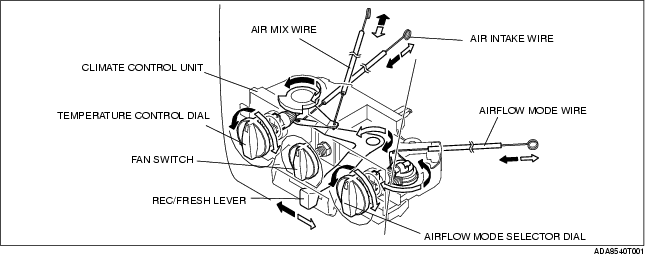 AIR MIX WIRE
AIR INTAKE WIRE
CLIMATE CONTROL UNIT
AIRFLOW MODE WIRE
TEMPERATURE CONTROL DIAL
FAN SWITCH
REC/FRESH LEVER
AIRFLOW MODE SELECTOR DIAL
ADA8540T001